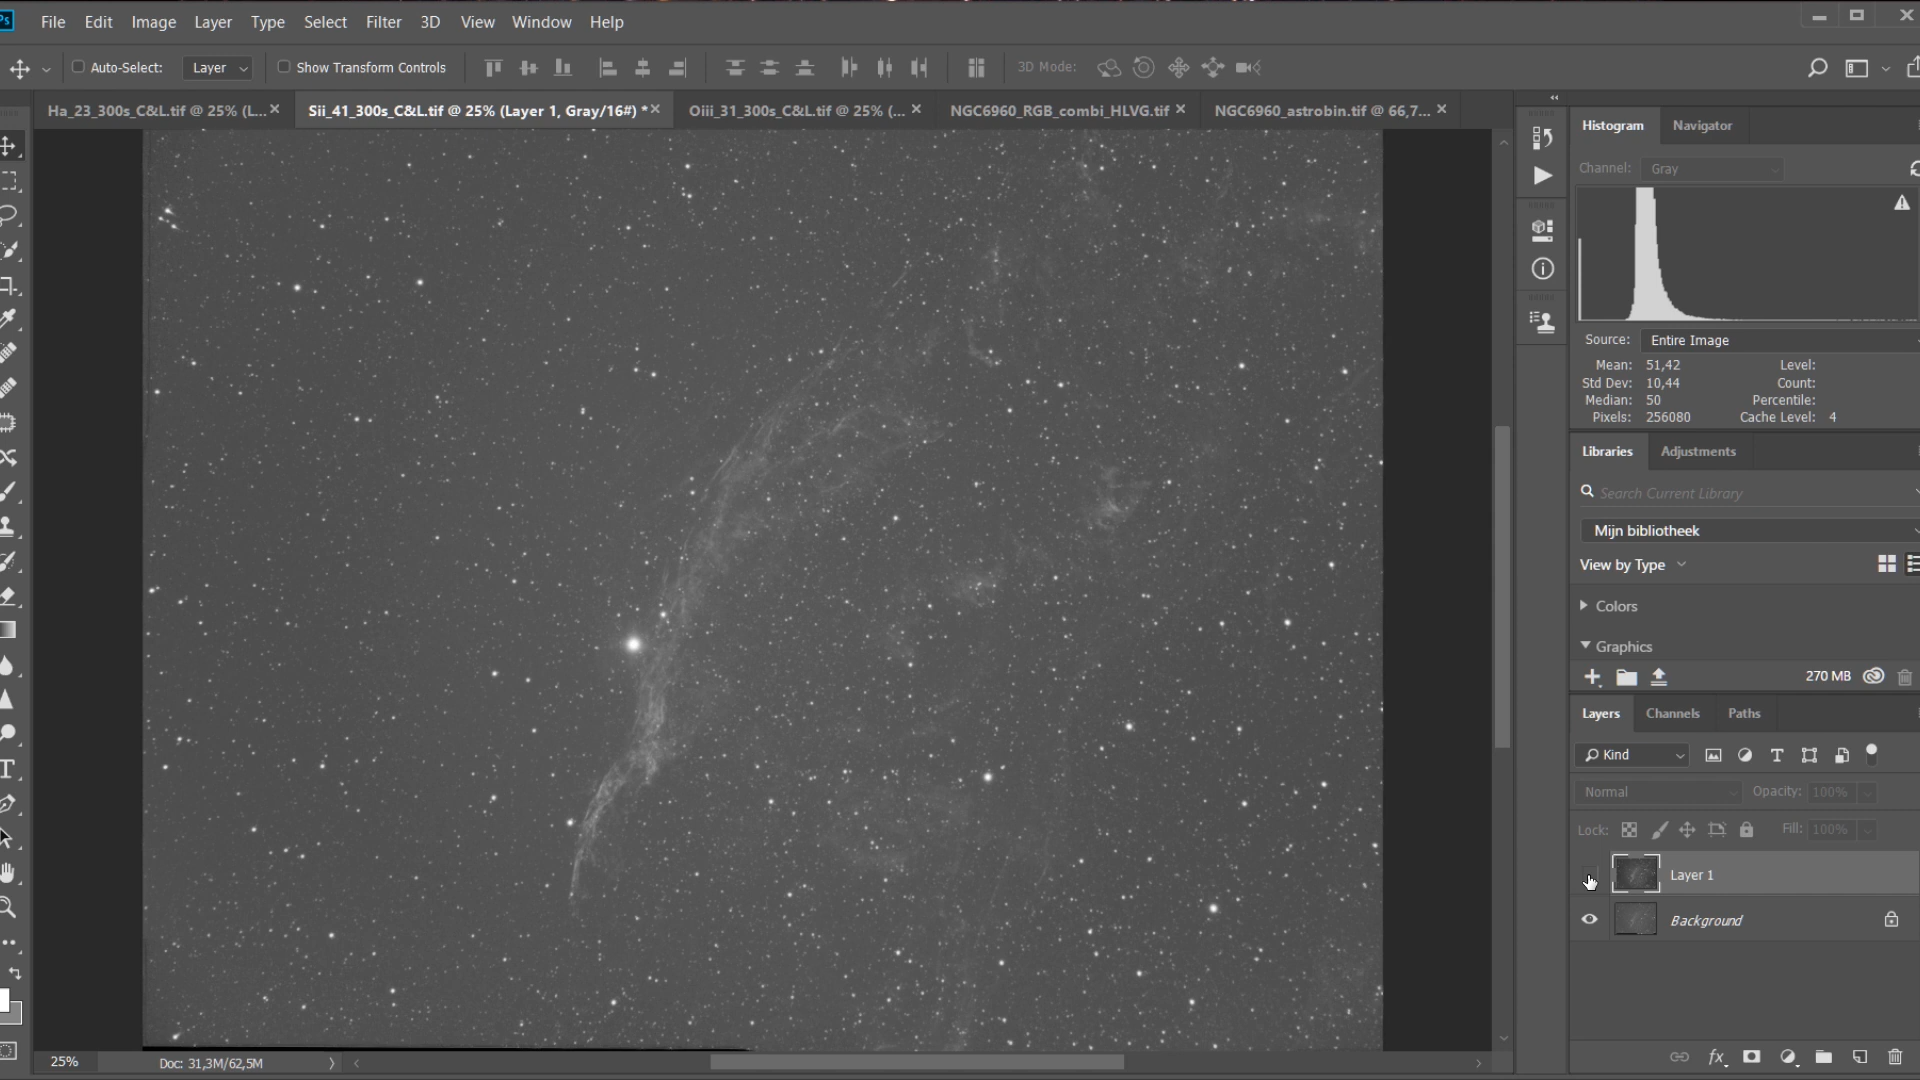 Ps File Edit Image Layer Type Select Filter 3D View Window Help
Auto-Select: Layer Show Transform Controls 3D Mode:
Ha_23_300s_C&L.tif @ 25% (L... Sii_41_300s_C&L.tif @ 25% (Layer 1, Gray/16#) * Oiii_31_300s_C&L.tif @ 25% (... NGC6960_RGB_combi_HLVG.tif NGC6960_astrobin.tif @ 66,7...
Histogram Navigator
Channel: Gray
Source: Entire Image
Mean: 51,42 Level:
Std Dev: 10,44 Count:
Median: 50 Percentile:
Pixels: 256080 Cache Level: 4
Libraries Adjustments
Search Current Library
Mijn bibliotheek
View by Type
Colors
Graphics
270 MB
Layers Channels Paths
Kind
Normal Opacity: 100%
Lock: Fill: 100%
Layer 1
Background
fx
25% Doc: 31,3M/62,5M